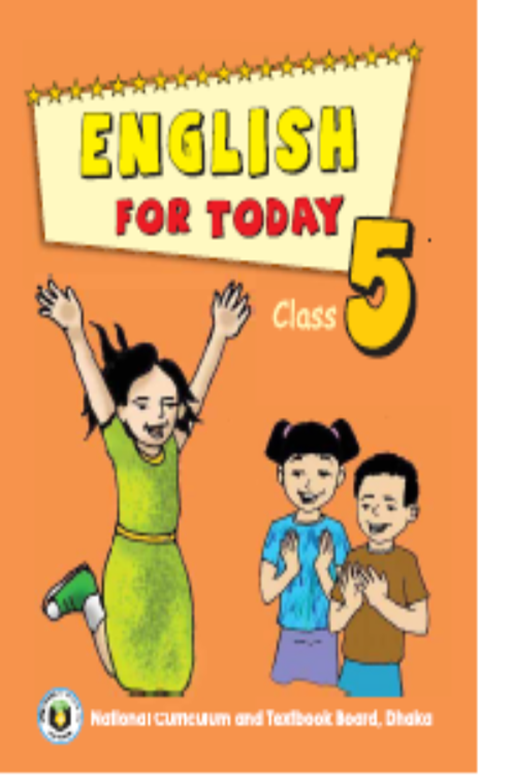 ENGLISH
FOR TODAY
Class 5
National Curriculum and Textbook Board, Dhaka